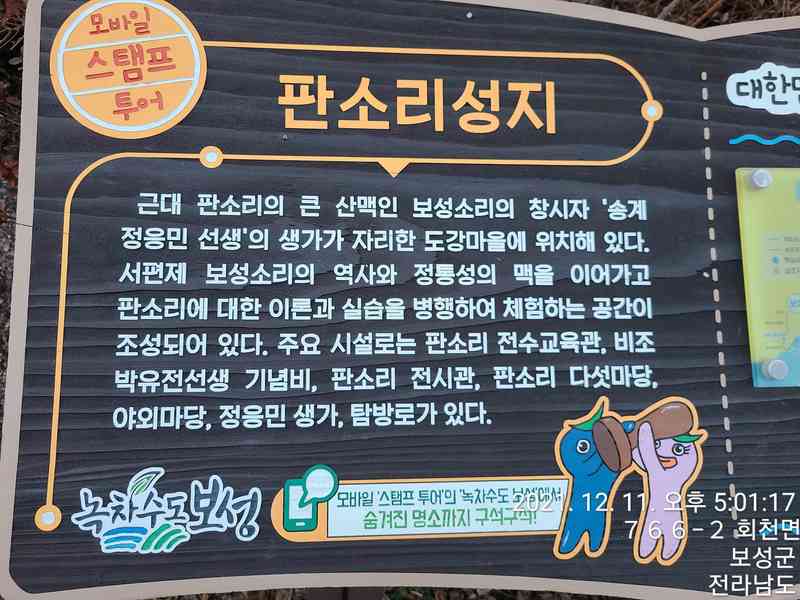 모바일
스탬프
투어
판소리성지
대한민
근대 판소리의 큰 산맥인 보성소리의 창시자 '송계
정응민 선생'의 생가가 자리한 도강마을에 위치해 있다.
서편제 보성소리의 역사와 정통성의 맥을 이어가고
판소리에 대한 이론과 실습을 병행하여 체험하는 공간이
조성되어 있다. 주요 시설로는 판소리 전수교육관, 비조
박유전선생 기념비, 판소리 전시관, 판소리 다섯마당,
야외마당, 정응민 생가, 탐방로가 있다.
녹차수도보성
모바일 '스탬프 투어'의 '녹차수도 보성'에서
숨겨진 명소까지 구석구석!
2021. 12. 11. 오후 5:01:17
766-2 회천면
보성군
전라남도